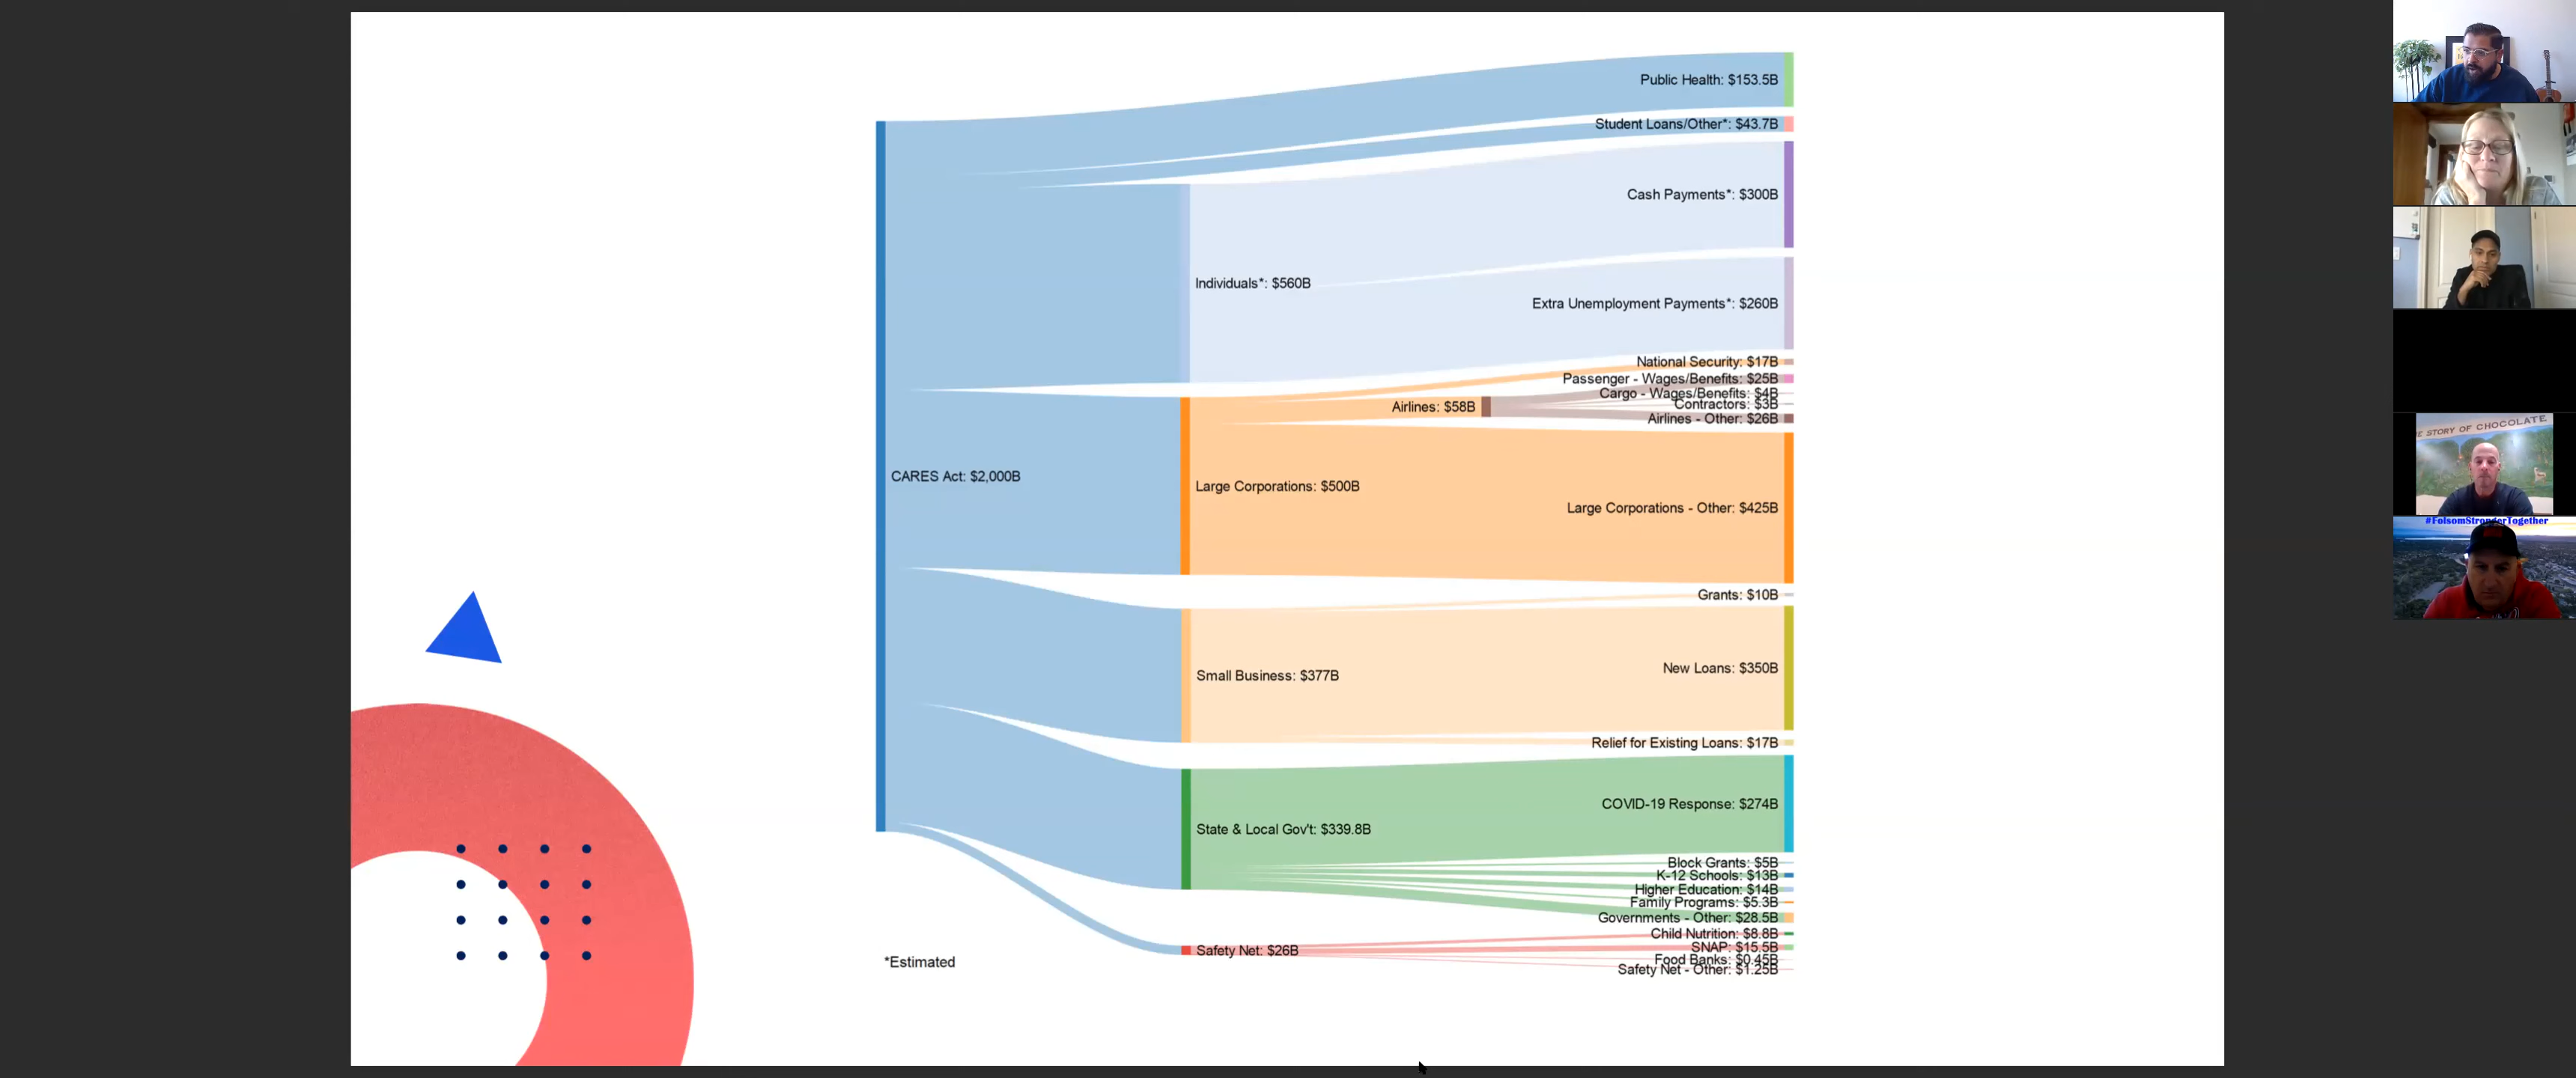 Public Health: $153.5B
Student Loans/Other*: $43.7B
Cash Payments*: $300B
Individuals*: $560B
Extra Unemployment Payments*: $260B
National Security: $17B
Passenger - Wages/Benefits: $25B
Cargo - Wages/Benefits: $4B
Contractors: $3B
Airlines: $58B
Airlines - Other: $26B
CARES Act: $2,000B
Large Corporations: $500B
Large Corporations - Other: $425B
Grants: $10B
Small Business: $377B
New Loans: $350B
Relief for Existing Loans: $17B
COVID-19 Response: $274B
State & Local Gov't: $339.8B
Block Grants: $5B
K-12 Schools: $13B
Higher Education: $14B
Family Programs: $5.3B
Governments - Other: $28.5B
Child Nutrition: $8.8B
SNAP: $15.5B
Safety Net: $26B
Food Banks: $0.45B
Safety Net - Other: $1.25B
*Estimated
STORY OF CHOCOLATE
#FolsomStrongerTogether